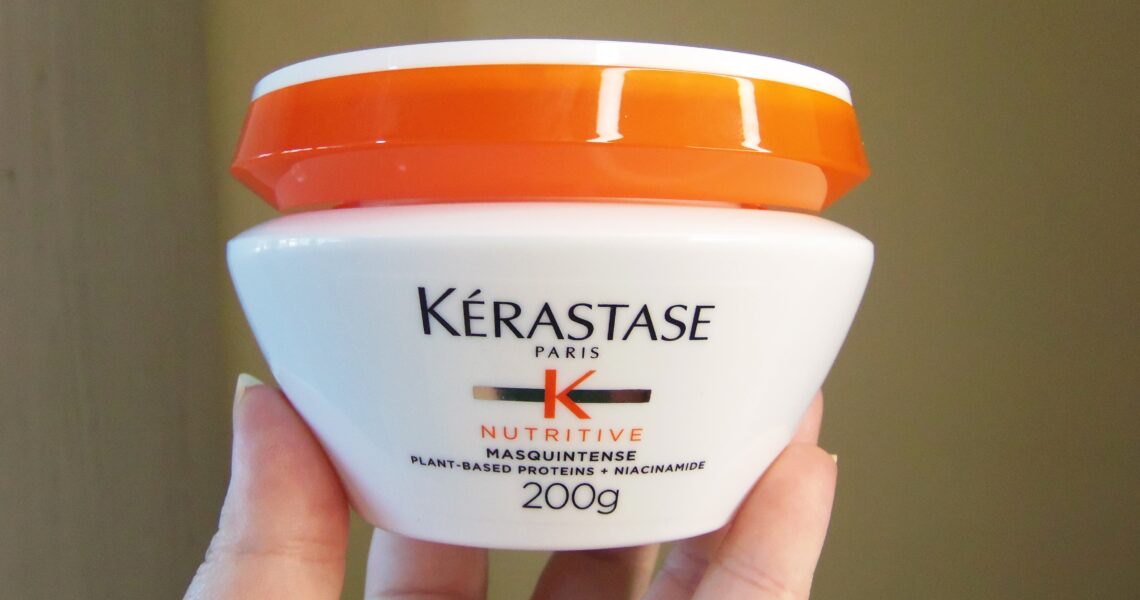 KÉRASTASE
PARIS
K
NUTRITIVE
MASQUINTENSE
PLANT-BASED PROTEINS + NIACINAMIDE
200g